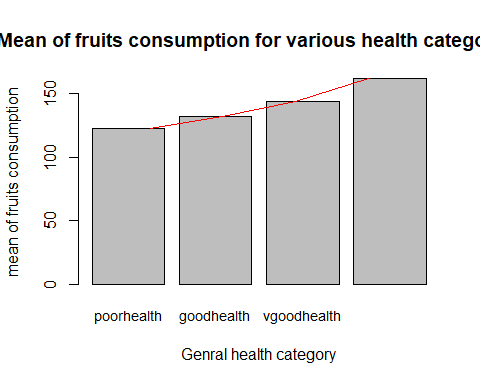 Mean of fruits consumption for various health catego
mean of fruits consumption
150
100
50
0
poorhealth goodhealth vgoodhealth
Genral health category